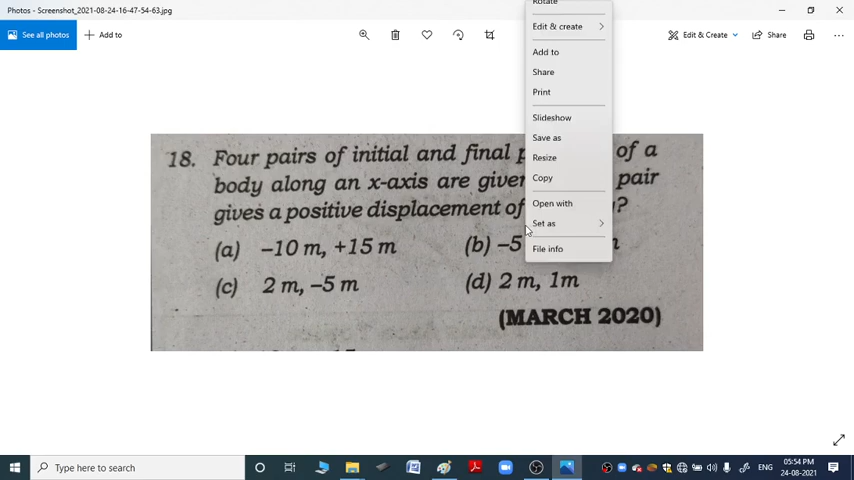 Photos - Screenshot_2021-08-24-16-47-54-63.jpg
See all photos
Add to
Edit & Create
Share
Rotate
Edit & create
Add to
Share
Print
Slideshow
Save as
Resize
Copy
Open with
Set as
File info
18. Four pairs of initial and final of a
body along an x-axis are pair
gives a positive displacement of
(a) –10 m, +15 m (b) –5
(c) 2 m, –5 m (d) 2 m, 1m
(MARCH 2020)
Type here to search
ENG
05:54 PM
24-08-2021